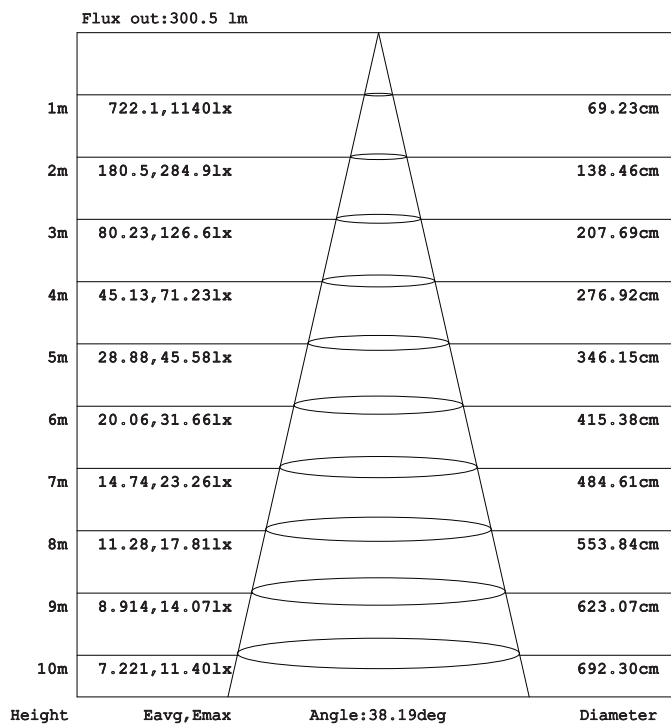 Flux out:300.5 lm
1m 722.1,1140lx 69.23cm
2m 180.5,284.9lx 138.46cm
3m 80.23,126.6lx 207.69cm
4m 45.13,71.23lx 276.92cm
5m 28.88,45.58lx 346.15cm
6m 20.06,31.66lx 415.38cm
7m 14.74,23.26lx 484.61cm
8m 11.28,17.81lx 553.84cm
9m 8.914,14.07lx 623.07cm
10m 7.221,11.40lx 692.30cm
Height Eavg,Emax Angle:38.19deg Diameter